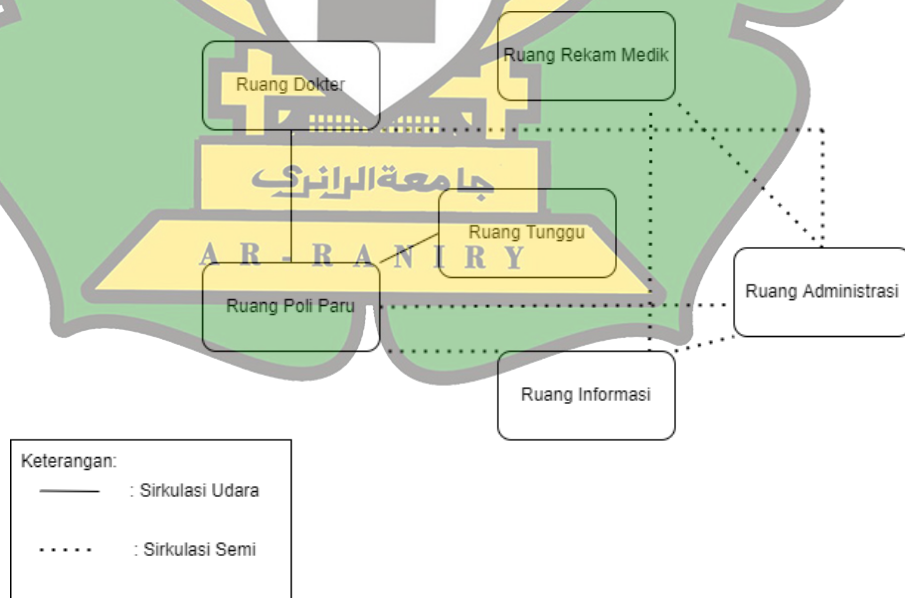 Ruang Rekam Medik
Ruang Dokter
جامعة الرانري
Ruang Tunggu
AR-RANIRY
Ruang Administrasi
Ruang Poli Paru
Ruang Informasi
Keterangan:
: Sirkulasi Udara
: Sirkulasi Semi